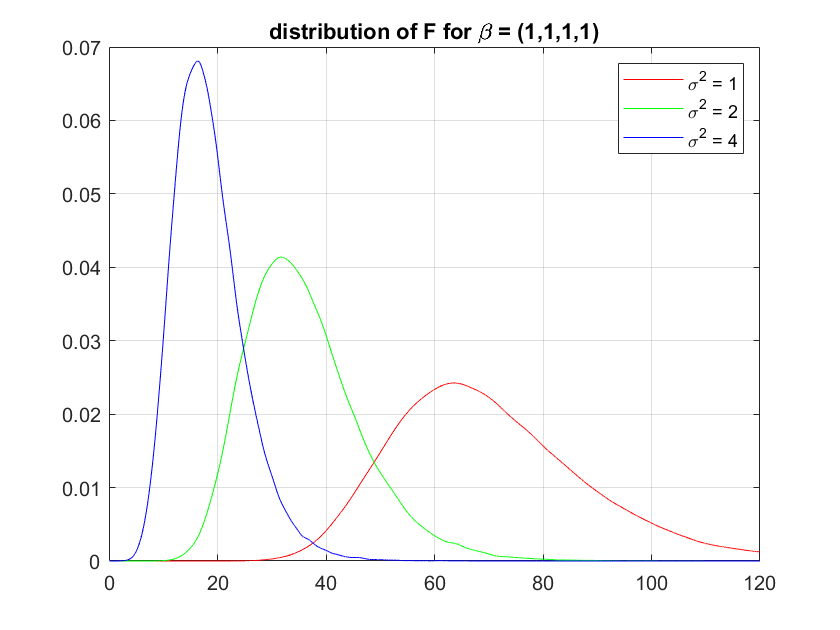 distribution of F for β = (1,1,1,1)
σ² = 1
σ² = 2
σ² = 4
0.07
0.06
0.05
0.04
0.03
0.02
0.01
0
0 20 40 60 80 100 120